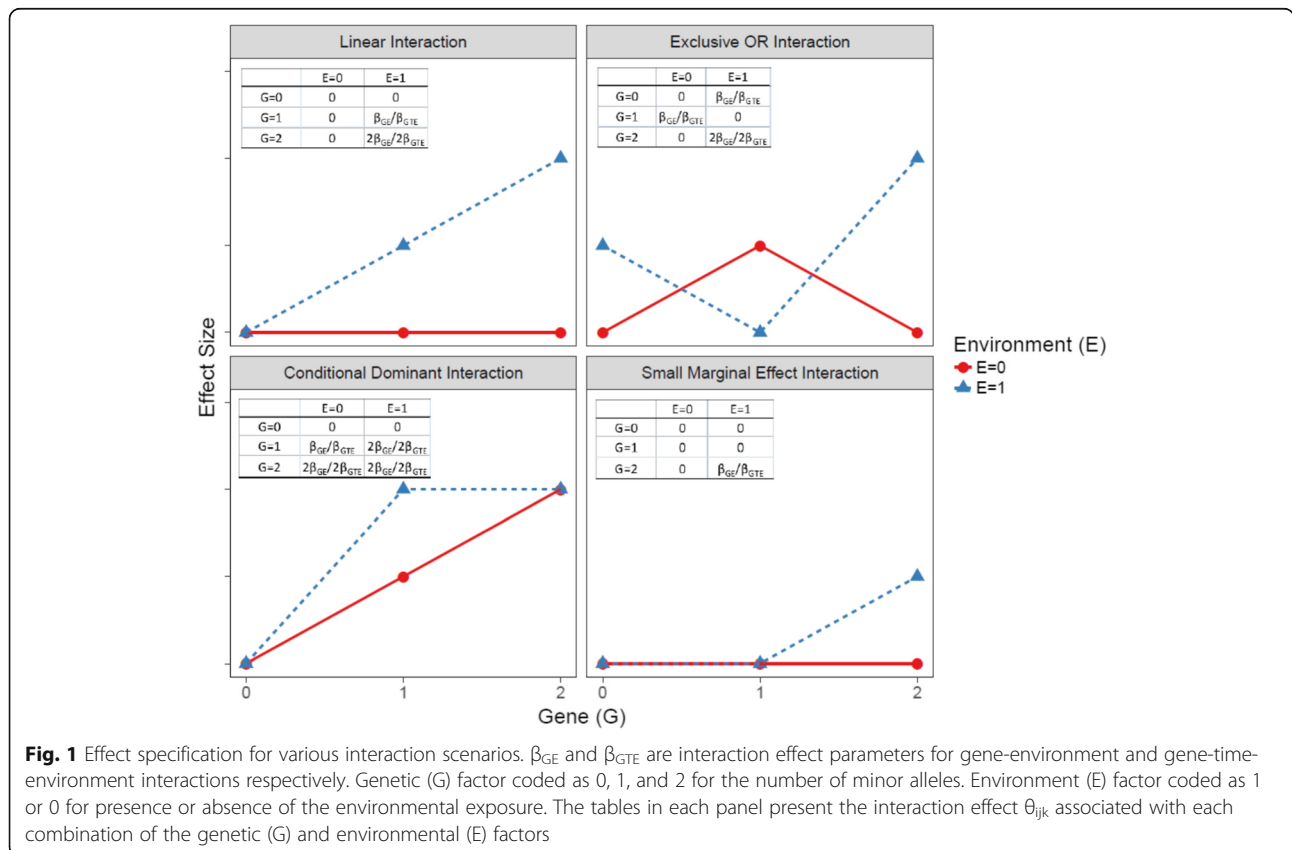 Linear Interaction
E=0 E=1
G=0 0 0
G=1 0 βGE/βGTE
G=2 0 2βGE/2βGTE
Exclusive OR Interaction
E=0 E=1
G=0 0 βGE/βGTE
G=1 βGE/βGTE 0
G=2 0 2βGE/2βGTE
Effect Size
Conditional Dominant Interaction
E=0 E=1
G=0 0 0
G=1 βGE/βGTE 2βGE/2βGTE
G=2 2βGE/2βGTE 2βGE/2βGTE
Small Marginal Effect Interaction
E=0 E=1
G=0 0 0
G=1 0 0
G=2 0 βGE/βGTE
Environment (E)
E=0
E=1
0 1 2 0 1 2
Gene (G)
Fig. 1 Effect specification for various interaction scenarios. βGE and βGTE are interaction effect parameters for gene-environment and gene-time-
environment interactions respectively. Genetic (G) factor coded as 0, 1, and 2 for the number of minor alleles. Environment (E) factor coded as 1
or 0 for presence or absence of the environmental exposure. The tables in each panel present the interaction effect θijk associated with each
combination of the genetic (G) and environmental (E) factors